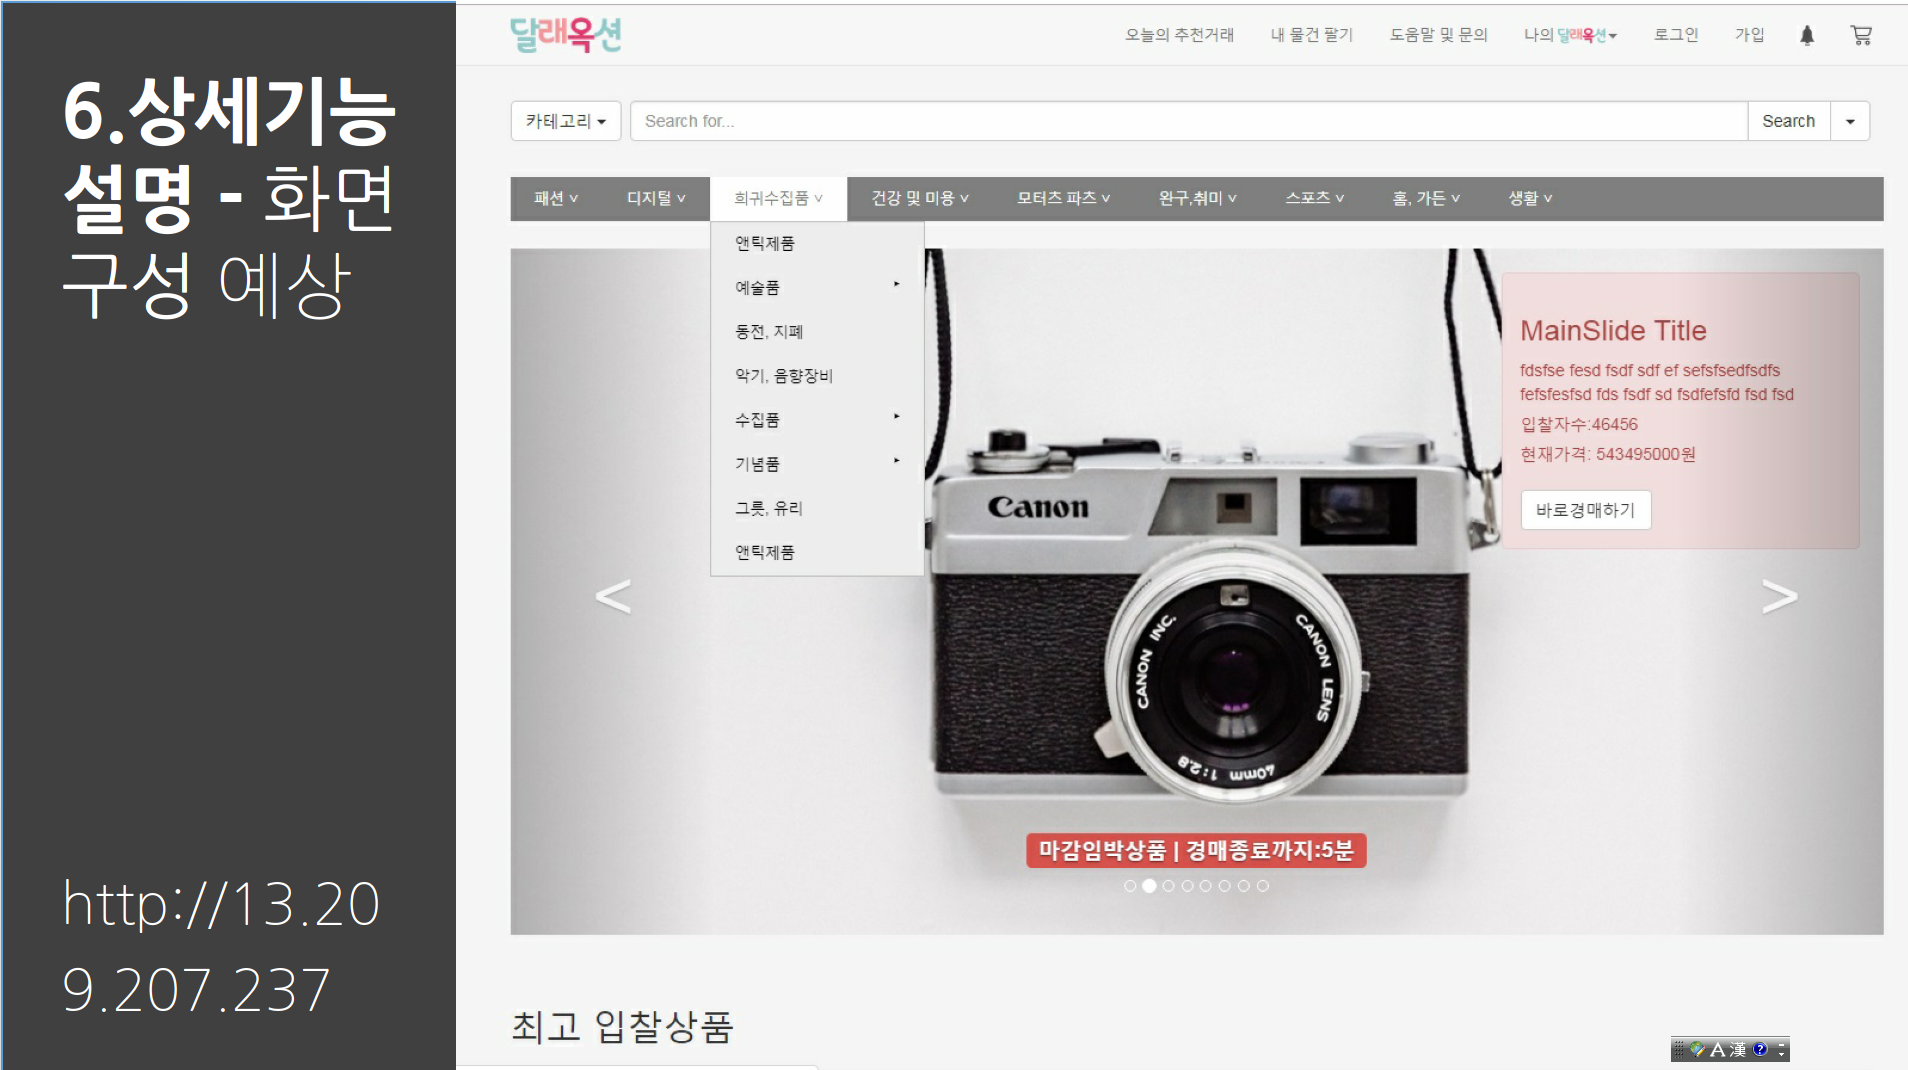 6.상세기능
설명 - 화면
구성 예상
http://13.20
9.207.237
달래옥션
오늘의 추천거래 내 물건 팔기 도움말 및 문의 나의 달래옥션 로그인 가입
카테고리 Search for... Search
패션 v 디지털 v 희귀수집품 v 건강 및 미용 v 모터츠 파츠 v 완구,취미 v 스포츠 v 홈, 가든 v 생활 v
앤틱제품
예술품
동전, 지폐
악기, 음향장비
수집품
기념품
그릇, 유리
앤틱제품
MainSlide Title
fdsfse fesd fsdf sdf ef sefsfsedfsdfs
fefsfesfsd fds fsdf sd fsdfefsfd fsd fsd
입찰자수:46456
현재가격: 543495000원
바로경매하기
<
>
Canon
CANON INC.
CANON LENS
40mm 1:2.8
마감임박상품 | 경매종료까지:5분
최고 입찰상품
A 漢 ?